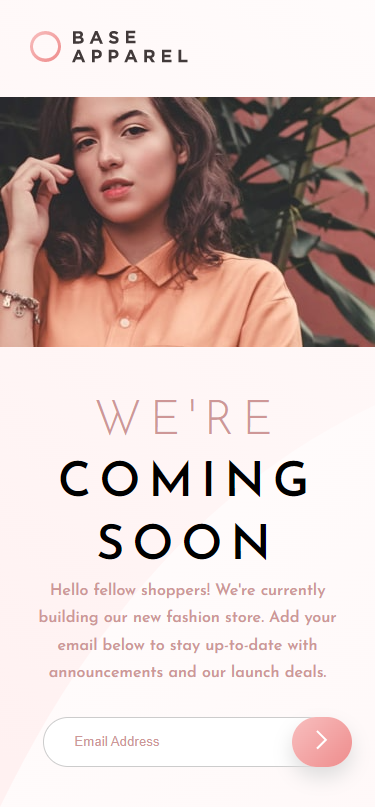 BASE
APPAREL
WE'RE
COMING
SOON
Hello fellow shoppers! We're currently
building our new fashion store. Add your
email below to stay up-to-date with
announcements and our launch deals.
Email Address